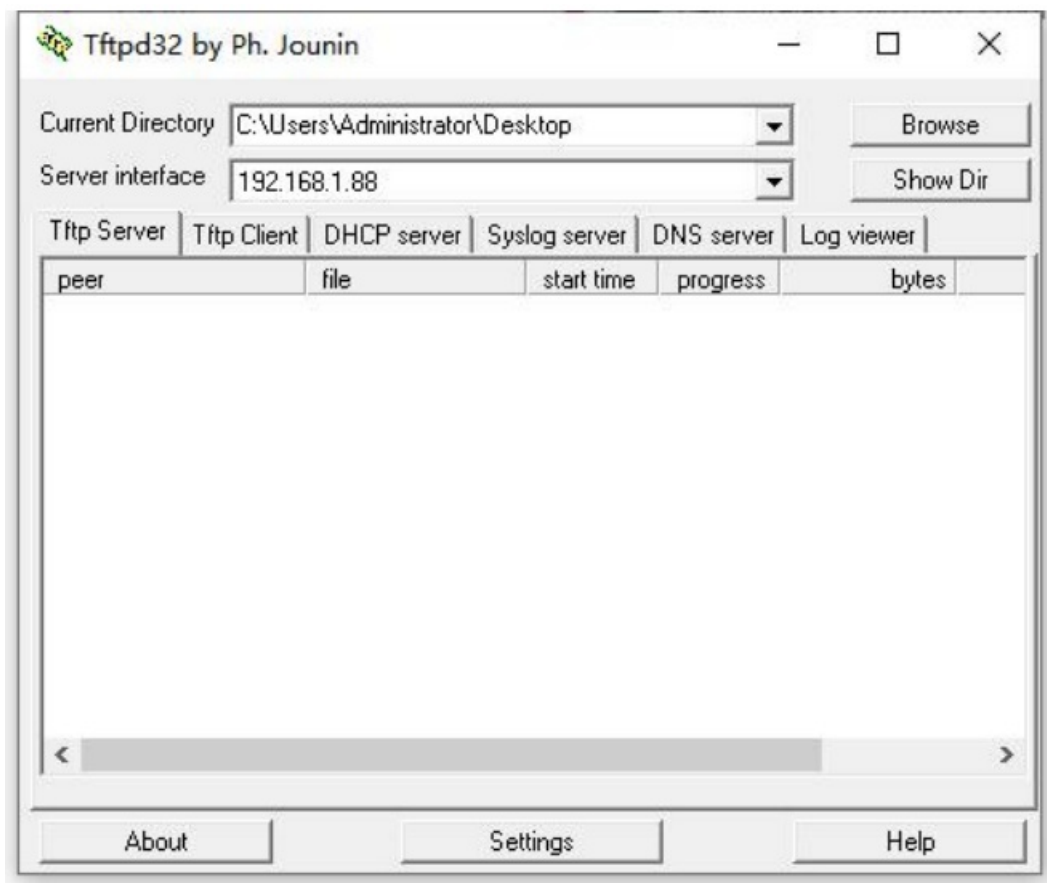 Tftpd32 by Ph. Jounin
Current Directory C:\Users\Administrator\Desktop Browse
Server interface 192.168.1.88 Show Dir
Tftp Server Tftp Client DHCP server Syslog server DNS server Log viewer
peer file start time progress bytes
About Settings Help